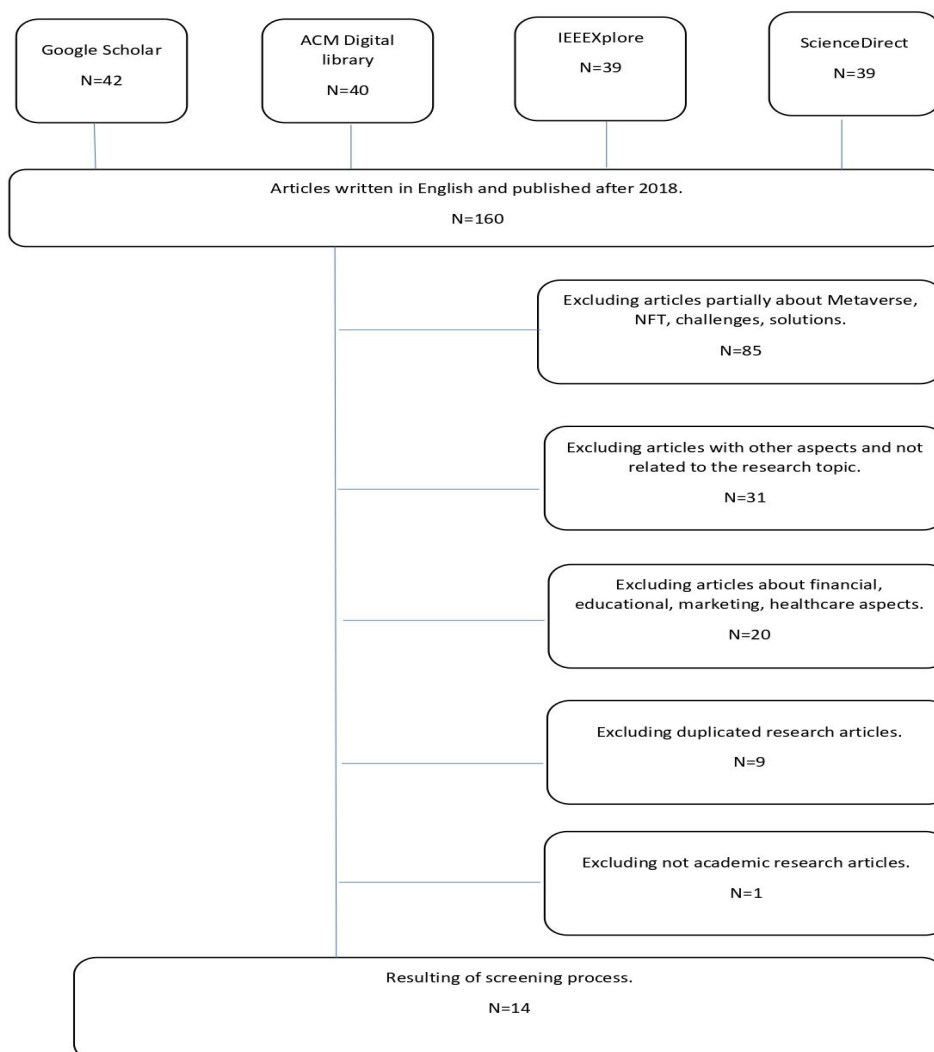 Google Scholar
N=42
ACM Digital
library
N=40
IEEEXplore
N=39
ScienceDirect
N=39
Articles written in English and published after 2018.
N=160
Excluding articles partially about Metaverse,
NFT, challenges, solutions.
N=85
Excluding articles with other aspects and not
related to the research topic.
N=31
Excluding articles about financial,
educational, marketing, healthcare aspects.
N=20
Excluding duplicated research articles.
N=9
Excluding not academic research articles.
N=1
Resulting of screening process.
N=14